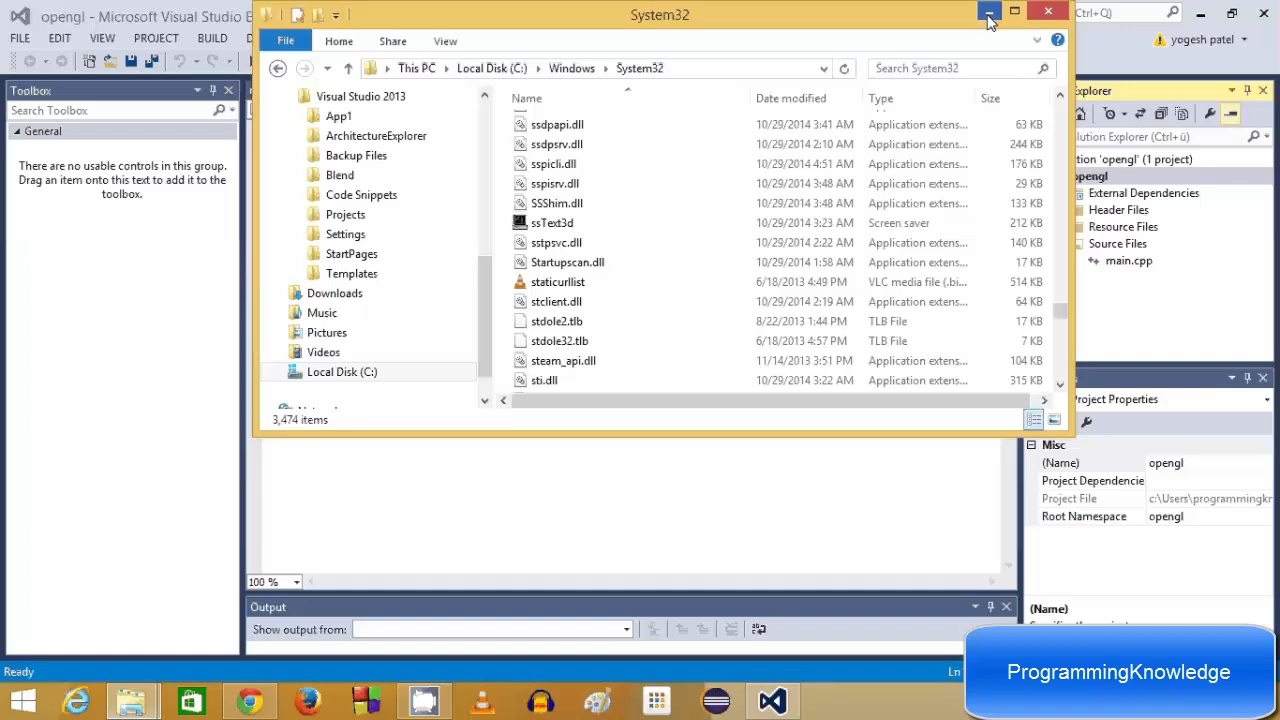 opengl - Microsoft Visual Studio E
Ctrl+Q)
FILE EDIT VIEW PROJECT BUILD
yogesh patel
System32
File Home Share View
This PC Local Disk (C:) Windows System32
Search System32
Toolbox
Search Toolbox
General
There are no usable controls in this group.
Drag an item onto this text to add it to the
toolbox.
Visual Studio 2013
App1
ArchitectureExplorer
Backup Files
Blend
Code Snippets
Projects
Settings
StartPages
Templates
Downloads
Music
Pictures
Videos
Local Disk (C:)
Name Date modified Type Size
ssdpapi.dll 10/29/2014 3:41 AM Application extens... 63 KB
ssdpsrv.dll 10/29/2014 2:10 AM Application extens... 244 KB
sspicli.dll 10/29/2014 4:51 AM Application extens... 176 KB
sspisrv.dll 10/29/2014 3:48 AM Application extens... 29 KB
SSShim.dll 10/29/2014 3:48 AM Application extens... 133 KB
ssText3d 10/29/2014 3:23 AM Screen saver 212 KB
sstpsvc.dll 10/29/2014 2:22 AM Application extens... 140 KB
Startupscan.dll 10/29/2014 1:58 AM Application extens... 17 KB
staticurllist 6/18/2013 4:49 PM VLC media file (.bi... 514 KB
stclient.dll 10/29/2014 2:19 AM Application extens... 64 KB
stdole2.tlb 8/22/2013 1:44 PM TLB File 17 KB
stdole32.tlb 6/18/2013 4:57 PM TLB File 7 KB
steam_api.dll 11/14/2013 3:51 PM Application extens... 104 KB
sti.dll 10/29/2014 3:22 AM Application extens... 315 KB
3,474 items
Explorer
lution Explorer (Ctrl+ü)
tion 'opengl' (1 project)
opengl
External Dependencies
Header Files
Resource Files
Source Files
main.cpp
Project Properties
Misc
(Name) opengl
Project Dependencie
Project File c:\Users\programmingkr
Root Namespace opengl
(Name)
100 %
Output
Show output from:
Ready
Ln
ProgrammingKnowledge